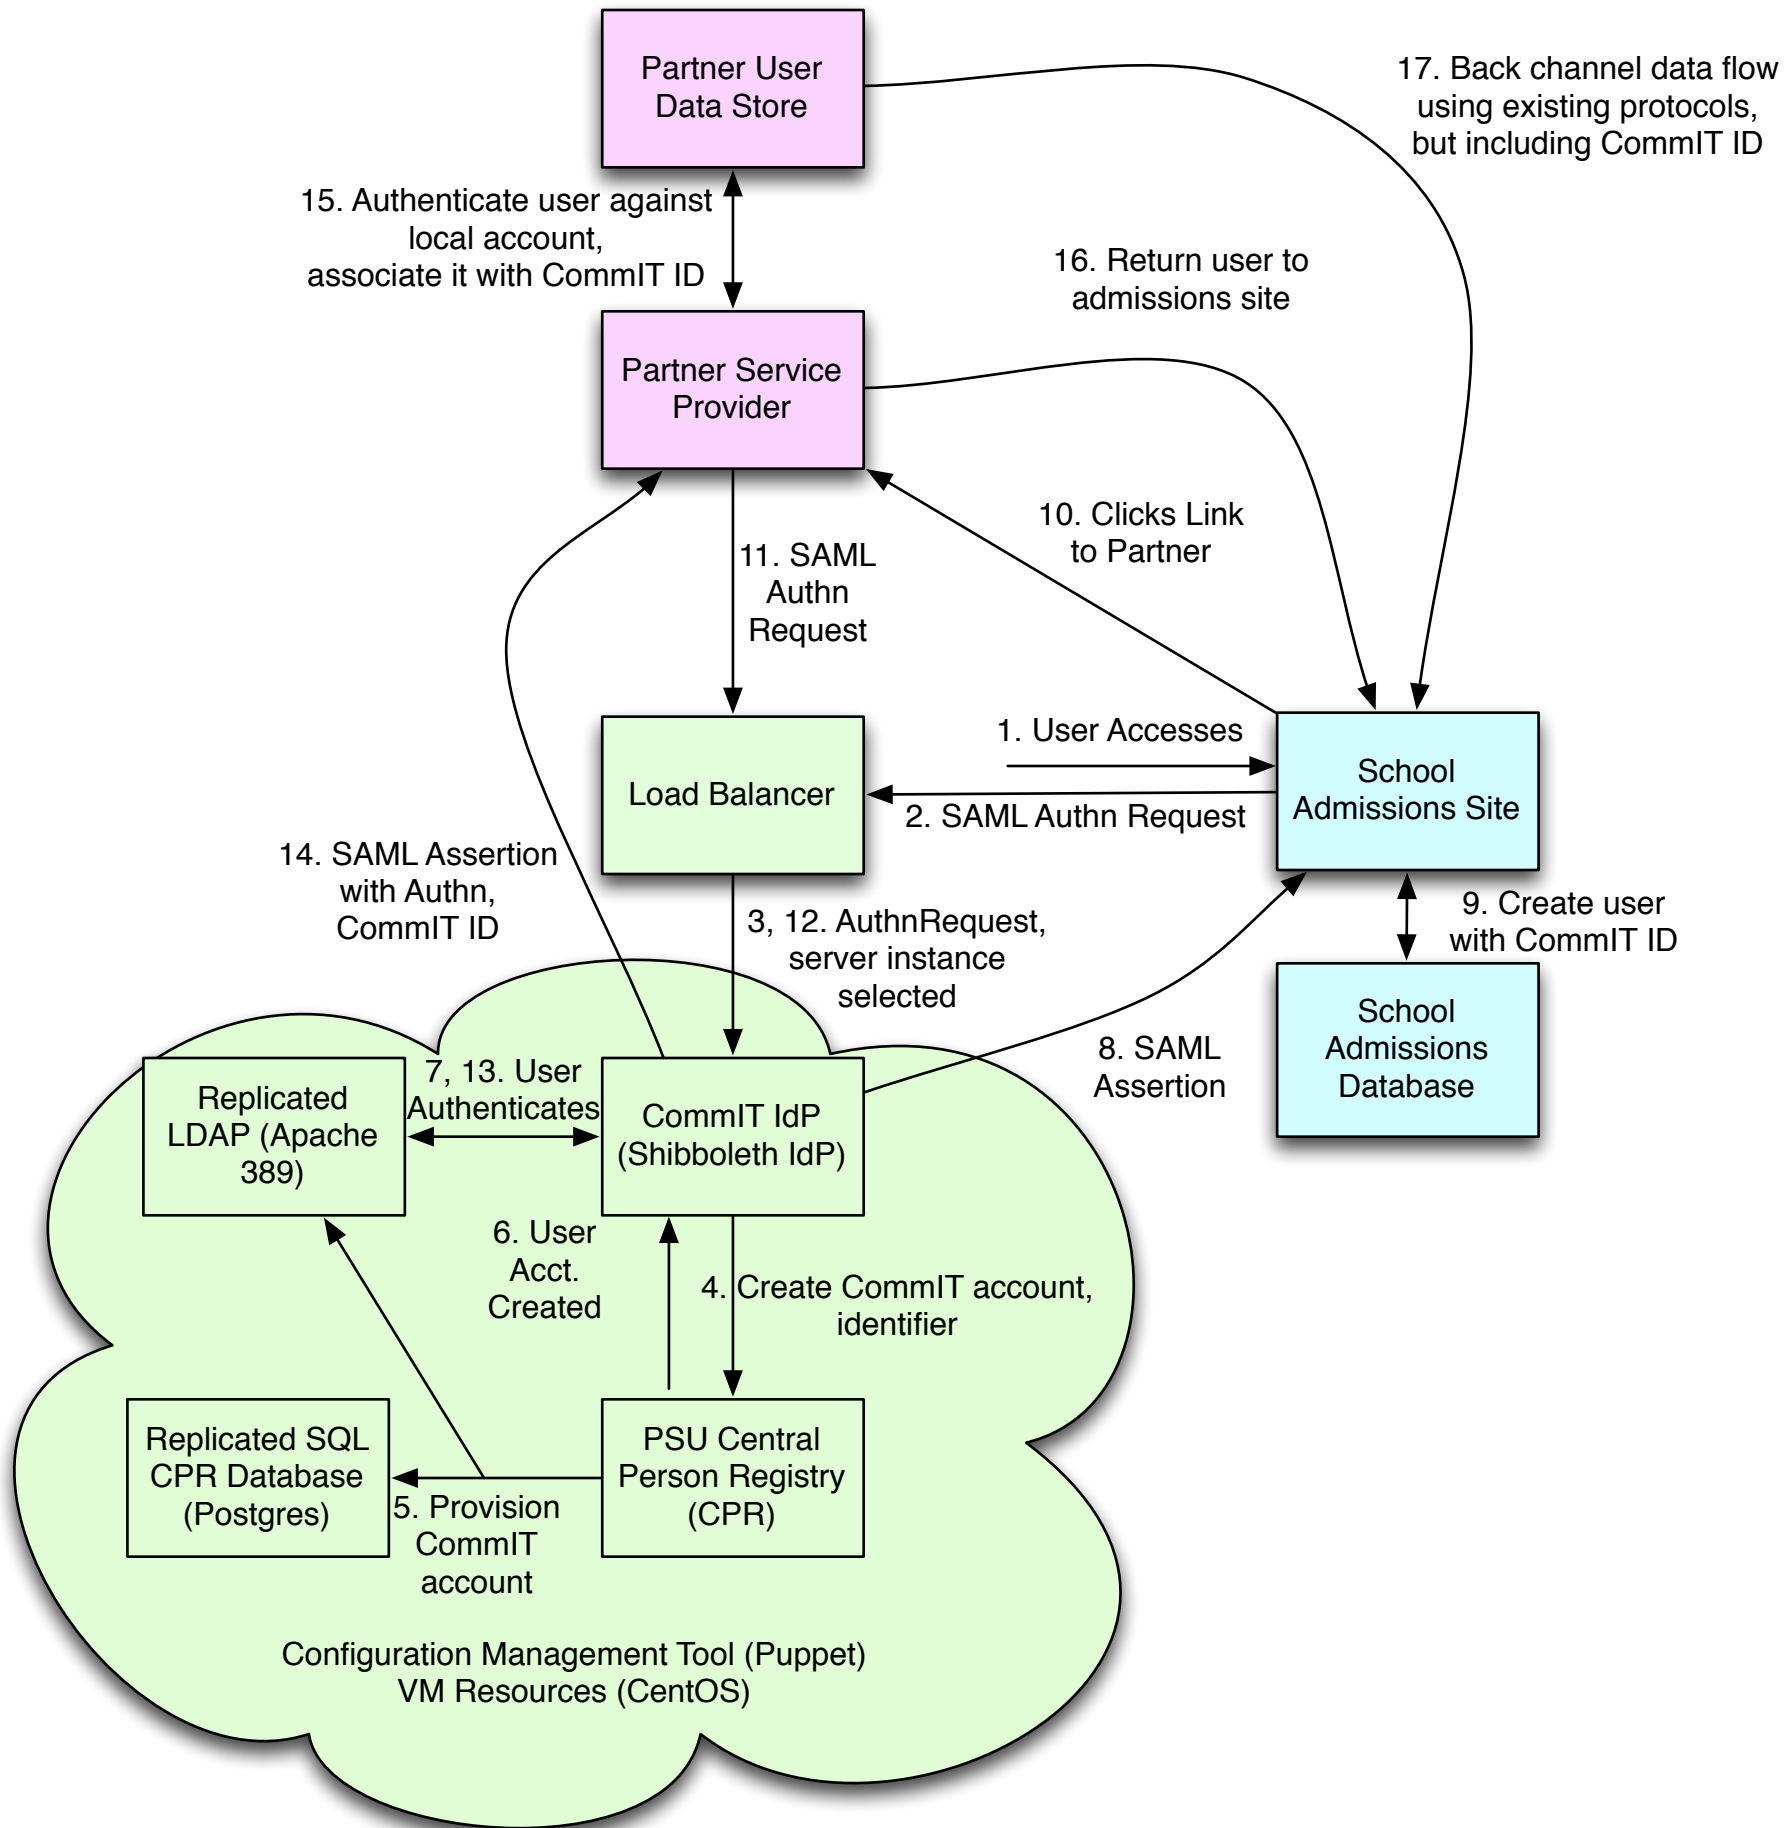 Partner User
Data Store
17. Back channel data flow
using existing protocols,
but including CommIT ID
15. Authenticate user against
local account,
associate it with CommIT ID
16. Return user to
admissions site
Partner Service
Provider
10. Clicks Link
to Partner
11. SAML
Authn
Request
1. User Accesses
Load Balancer
2. SAML Authn Request
School
Admissions Site
14. SAML Assertion
with Authn,
CommIT ID
3, 12. AuthnRequest,
server instance
selected
9. Create user
with CommIT ID
School
Admissions
Database
8. SAML
Assertion
Replicated
LDAP (Apache
389)
7, 13. User
Authenticates
CommIT IdP
(Shibboleth IdP)
6. User
Acct.
Created
4. Create CommIT account,
identifier
Replicated SQL
CPR Database
(Postgres)
5. Provision
CommIT
account
PSU Central
Person Registry
(CPR)
Configuration Management Tool (Puppet)
VM Resources (CentOS)